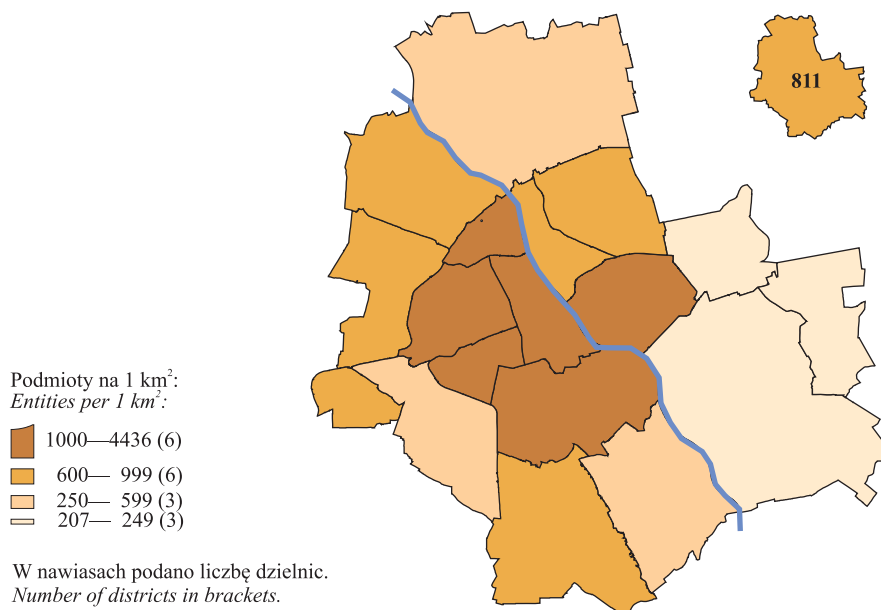 811
Podmioty na 1 km²:
Entities per 1 km²:
1000—4436 (6)
600— 999 (6)
250— 599 (3)
207— 249 (3)
W nawiasach podano liczbę dzielnic.
Number of districts in brackets.